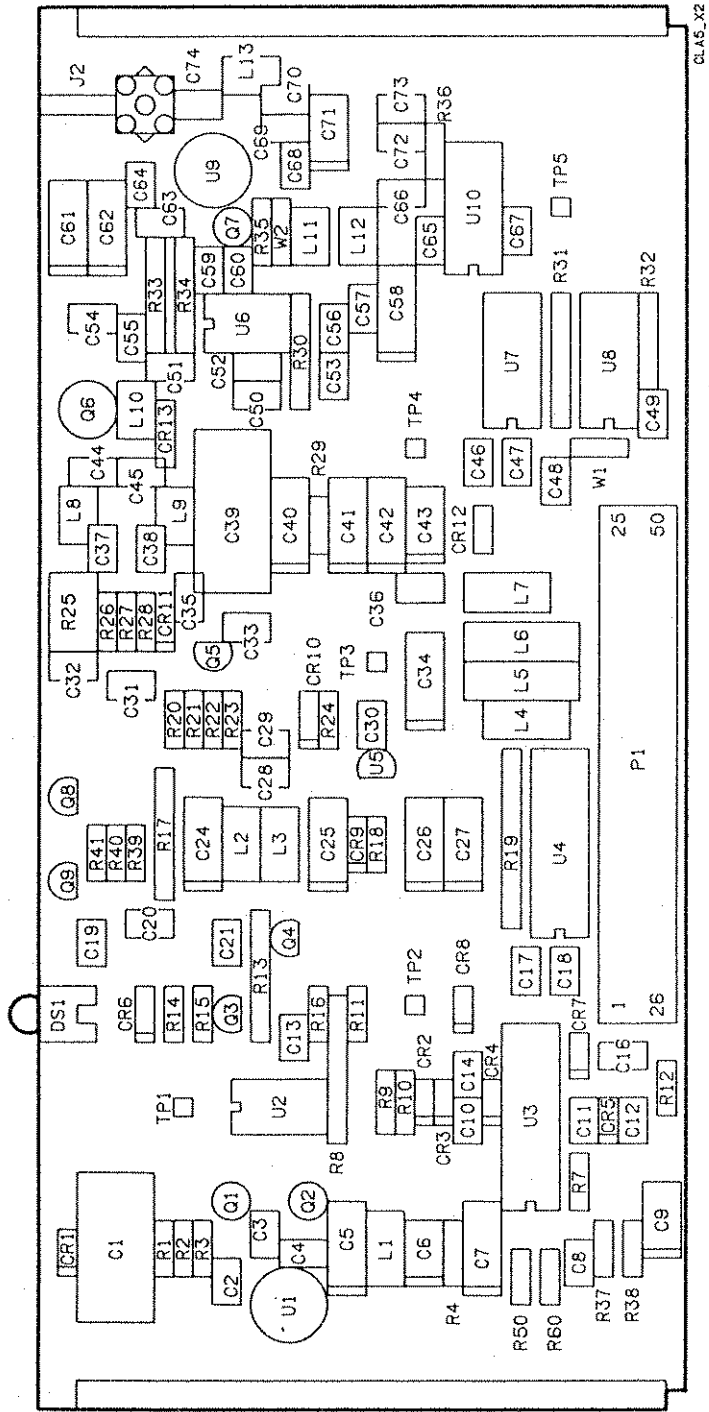 CLA5_X2
J2
C74
L13
C70
C69
C71
C68
C73
C72
R36
U9
C61
C62
C64
C63
Q7
R35
W2
L11
L12
C66
C65
U10
C67
TP5
C59
C60
R33
R34
C54
C55
C51
U6
C52
C50
R30
C56
C53
C57
C58
U7
R31
U8
R32
C49
Q6
L10
CR13
TP4
C46
C47
C48
W1
C44
C45
L8
L9
C37
C38
C39
C40
R29
C41
C42
C43
CR12
25
50
R25
R26
R27
R28
CR11
C35
C36
L7
C32
C31
Q5
C33
CR10
TP3
C34
L6
L5
L4
R20
R21
R22
R23
C29
C28
R24
C30
U5
P1
Q8
Q9
R41
R40
R39
R17
C24
L2
L3
C25
CR9
R18
C26
C27
R19
U4
C19
C20
C21
R13
Q4
C17
C18
DS1
CR6
R14
R15
Q3
C13
R16
R11
TP2
CR8
1
26
CR7
C16
R12
TP1
U2
R8
R9
R10
CR2
CR3
C14
C10
CR4
U3
C11
CR5
C12
R7
CR1
C1
R1
R2
R3
Q1
Q2
C2
C3
C4
U1
C5
L1
C6
R4
C7
R50
R60
C8
R37
R38
C9